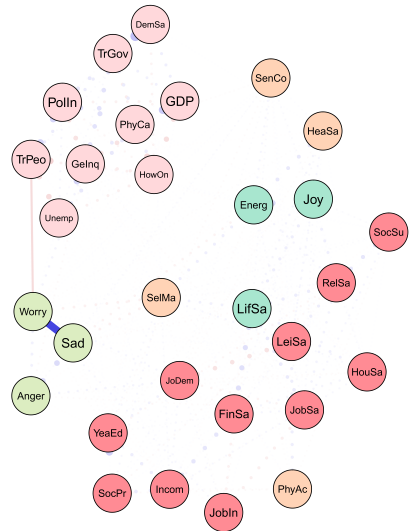 DemSa
TrGov
SenCo
PolIn
GDP
PhyCa
HeaSa
TrPeo
GeInq
HowOn
Joy
Energ
Unemp
SocSu
RelSa
SelMa
LifSa
Worry
Sad
LeiSa
HouSa
JoDem
Anger
FinSa
JobSa
YeaEd
SocPr
Incom
PhyAc
JobIn